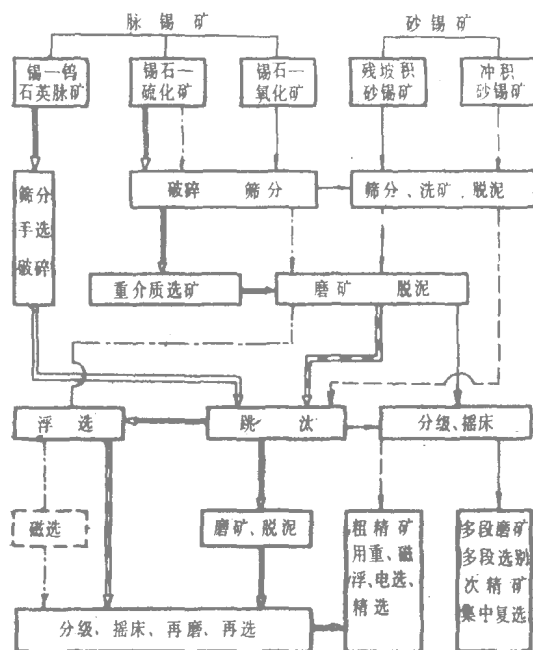 脉锡矿
砂锡矿
锡一钨
石英脉矿
锡石一
硫化矿
锡石一
氧化矿
残坡积
砂锡矿
冲积
砂锡矿
筛分
手选
破碎
破碎 筛分
筛分、洗矿、脱泥
重介质选矿
磨矿 脱泥
浮选
跳汰
分级、摇床
磁选
磨矿、脱泥
粗精矿
用重、磁
浮、电选、
精选
多段磨矿
多段选别
次精矿
集中复选
分级、摇床、再磨、再选